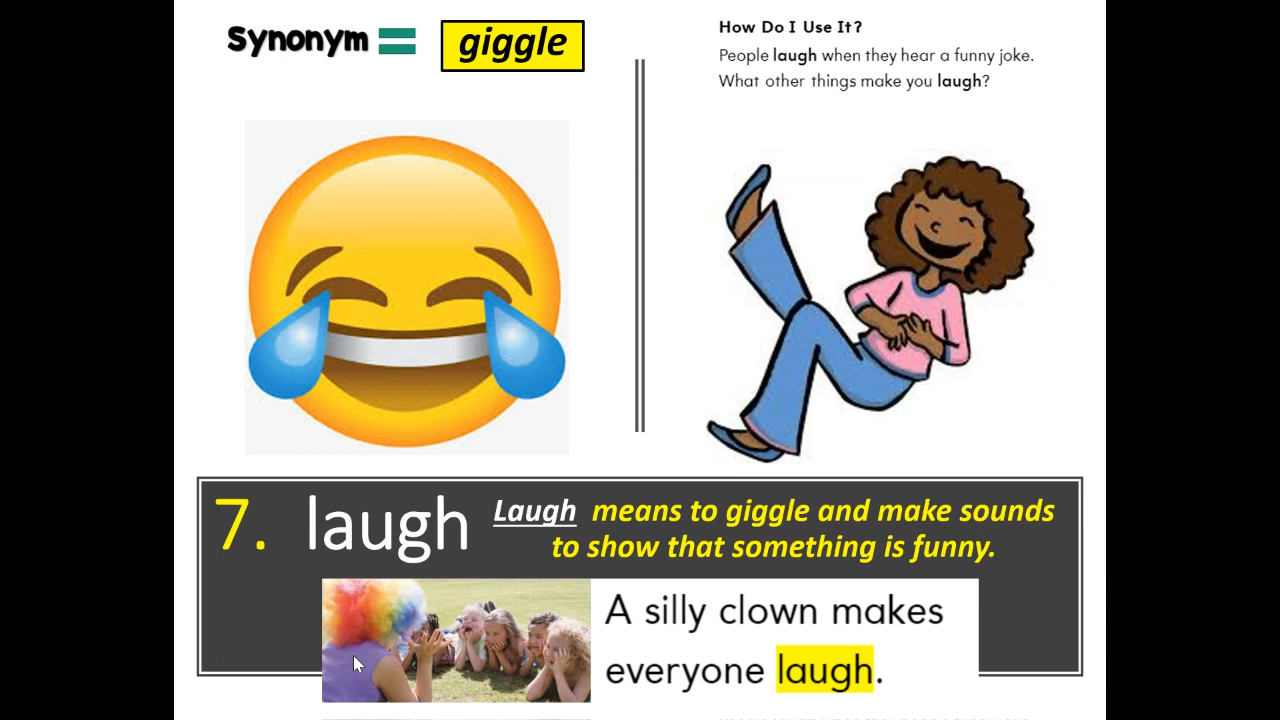 Synonym = giggle
How Do I Use It?
People laugh when they hear a funny joke.
What other things make you laugh?
7. laugh
Laugh means to giggle and make sounds
to show that something is funny.
A silly clown makes
everyone laugh.